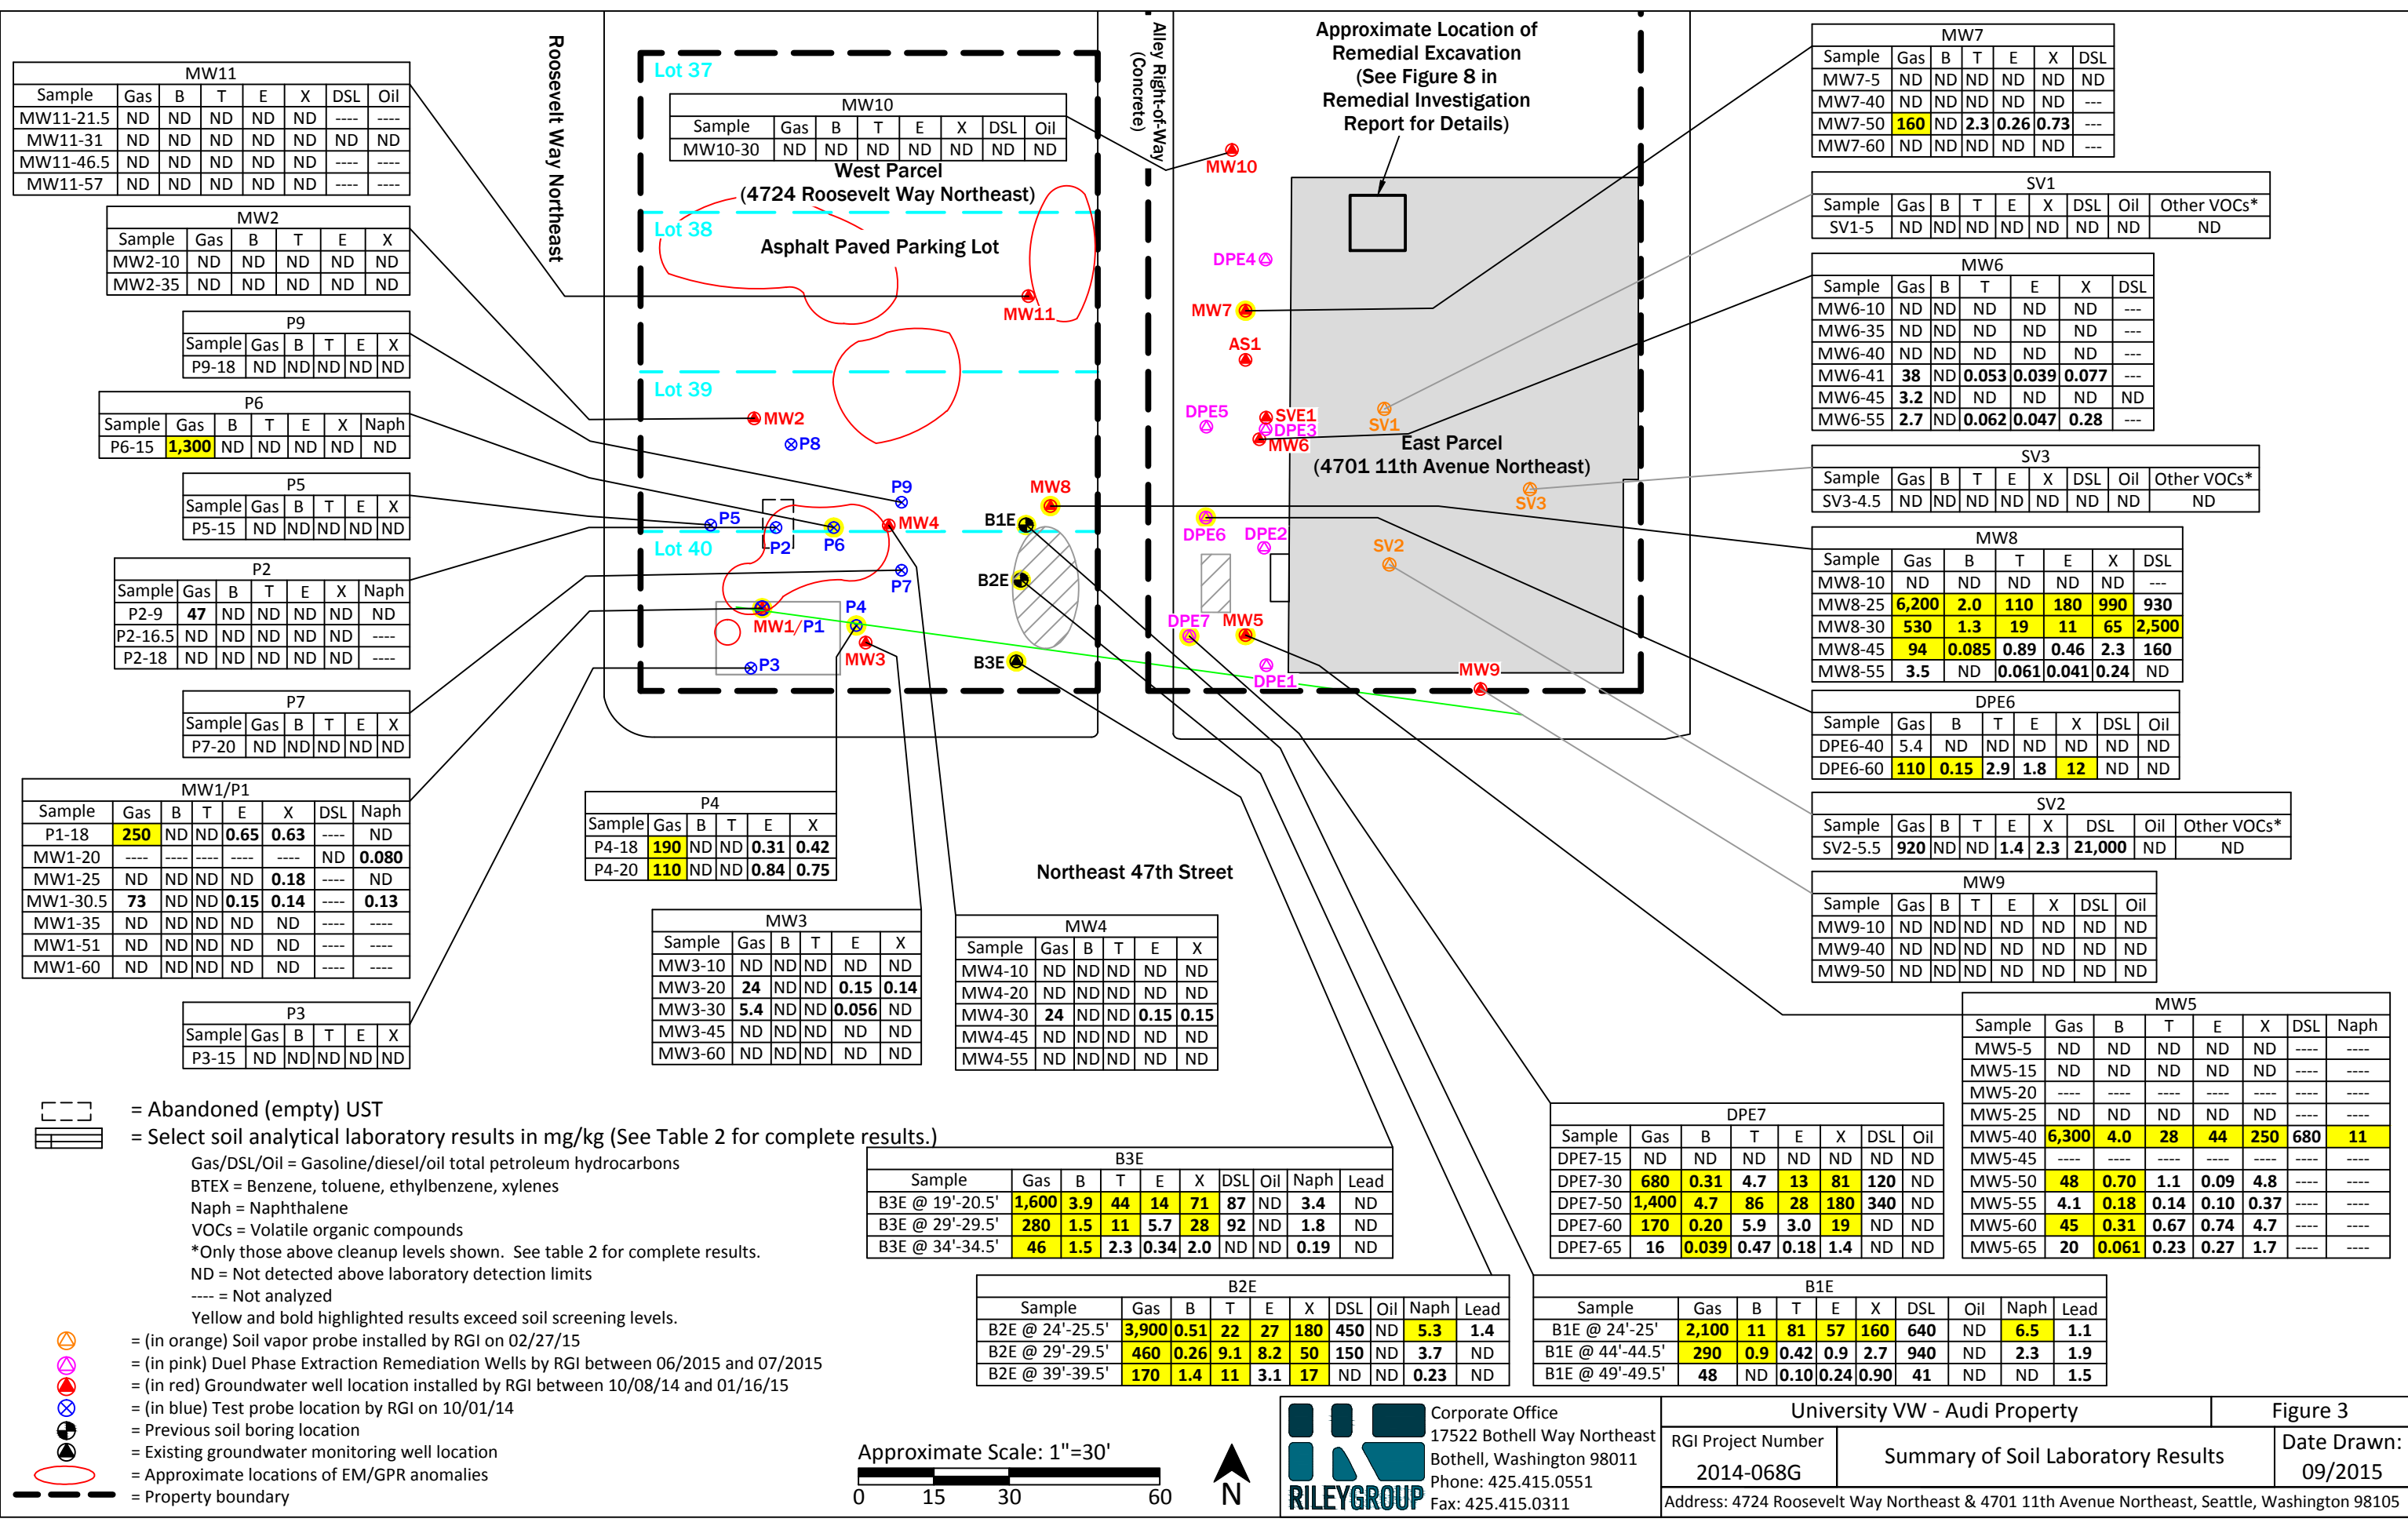 MW11
Sample Gas B T E X DSL Oil
MW11-21.5 ND ND ND ND ND ---- ----
MW11-31 ND ND ND ND ND ND ND
MW11-46.5 ND ND ND ND ND ---- ----
MW11-57 ND ND ND ND ND ---- ----
MW2
Sample Gas B T E X
MW2-10 ND ND ND ND ND
MW2-35 ND ND ND ND ND
P9
Sample Gas B T E X
P9-18 ND ND ND ND ND
P6
Sample Gas B T E X Naph
P6-15 1,300 ND ND ND ND ND
P5
Sample Gas B T E X
P5-15 ND ND ND ND ND
P2
Sample Gas B T E X Naph
P2-9 47 ND ND ND ND ND
P2-16.5 ND ND ND ND ND ----
P2-18 ND ND ND ND ND ----
P7
Sample Gas B T E X
P7-20 ND ND ND ND ND
MW1/P1
Sample Gas B T E X DSL Naph
P1-18 250 ND ND 0.65 0.63 ---- ND
MW1-20 ---- ---- ---- ---- ---- ND 0.080
MW1-25 ND ND ND ND 0.18 ---- ND
MW1-30.5 73 ND ND 0.15 0.14 ---- 0.13
MW1-35 ND ND ND ND ND ---- ----
MW1-51 ND ND ND ND ND ---- ----
MW1-60 ND ND ND ND ND ---- ----
P3
Sample Gas B T E X
P3-15 ND ND ND ND ND
Roosevelt Way Northeast
Lot 37
MW10
Sample Gas B T E X DSL Oil
MW10-30 ND ND ND ND ND ND ND
West Parcel
(4724 Roosevelt Way Northeast)
Lot 38
Asphalt Paved Parking Lot
MW11
Lot 39
MW2
P8
P9
MW8
P5
P2
P6
MW4
B1E
Lot 40
P7
B2E
MW1/P1
P4
MW3
P3
B3E
Alley Right-of-Way
(Concrete)
Approximate Location of
Remedial Excavation
(See Figure 8 in
Remedial Investigation
Report for Details)
MW10
DPE4
MW7
AS1
DPE5
SVE1
DPE3
MW6
SV1
East Parcel
(4701 11th Avenue Northeast)
SV3
DPE6
DPE2
SV2
DPE7
MW5
DPE1
MW9
MW7
Sample Gas B T E X DSL
MW7-5 ND ND ND ND ND ND
MW7-40 ND ND ND ND ND ---
MW7-50 160 ND 2.3 0.26 0.73 ---
MW7-60 ND ND ND ND ND ---
SV1
Sample Gas B T E X DSL Oil Other VOCs*
SV1-5 ND ND ND ND ND ND ND ND
MW6
Sample Gas B T E X DSL
MW6-10 ND ND ND ND ND ---
MW6-35 ND ND ND ND ND ---
MW6-40 ND ND ND ND ND ---
MW6-41 38 ND 0.053 0.039 0.077 ---
MW6-45 3.2 ND ND ND ND ND
MW6-55 2.7 ND 0.062 0.047 0.28 ---
SV3
Sample Gas B T E X DSL Oil Other VOCs*
SV3-4.5 ND ND ND ND ND ND ND ND
MW8
Sample Gas B T E X DSL
MW8-10 ND ND ND ND ND ---
MW8-25 6,200 2.0 110 180 990 930
MW8-30 530 1.3 19 11 65 2,500
MW8-45 94 0.085 0.89 0.46 2.3 160
MW8-55 3.5 ND 0.061 0.041 0.24 ND
DPE6
Sample Gas B T E X DSL Oil
DPE6-40 5.4 ND ND ND ND ND ND
DPE6-60 110 0.15 2.9 1.8 12 ND ND
SV2
Sample Gas B T E X DSL Oil Other VOCs*
SV2-5.5 920 ND ND 1.4 2.3 21,000 ND ND
MW9
Sample Gas B T E X DSL Oil
MW9-10 ND ND ND ND ND ND ND
MW9-40 ND ND ND ND ND ND ND
MW9-50 ND ND ND ND ND ND ND
MW5
Sample Gas B T E X DSL Naph
MW5-5 ND ND ND ND ND ---- ----
MW5-15 ND ND ND ND ND ---- ----
MW5-20 ---- ---- ---- ---- ---- ---- ----
MW5-25 ND ND ND ND ND ---- ----
MW5-40 6,300 4.0 28 44 250 680 11
MW5-45 ---- ---- ---- ---- ---- ---- ----
MW5-50 48 0.70 1.1 0.09 4.8 ---- ----
MW5-55 4.1 0.18 0.14 0.10 0.37 ---- ----
MW5-60 45 0.31 0.67 0.74 4.7 ---- ----
MW5-65 20 0.061 0.23 0.27 1.7 ---- ----
P4
Sample Gas B T E X
P4-18 190 ND ND 0.31 0.42
P4-20 110 ND ND 0.84 0.75
Northeast 47th Street
MW3
Sample Gas B T E X
MW3-10 ND ND ND ND ND
MW3-20 24 ND ND 0.15 0.14
MW3-30 5.4 ND ND 0.056 ND
MW3-45 ND ND ND ND ND
MW3-60 ND ND ND ND ND
MW4
Sample Gas B T E X
MW4-10 ND ND ND ND ND
MW4-20 ND ND ND ND ND
MW4-30 24 ND ND 0.15 0.15
MW4-45 ND ND ND ND ND
MW4-55 ND ND ND ND ND
DPE7
Sample Gas B T E X DSL Oil
DPE7-15 ND ND ND ND ND ND ND
DPE7-30 680 0.31 4.7 13 81 120 ND
DPE7-50 1,400 4.7 86 28 180 340 ND
DPE7-60 170 0.20 5.9 3.0 19 ND ND
DPE7-65 16 0.039 0.47 0.18 1.4 ND ND
B3E
Sample Gas B T E X DSL Oil Naph Lead
B3E @ 19'-20.5' 1,600 3.9 44 14 71 87 ND 3.4 ND
B3E @ 29'-29.5' 280 1.5 11 5.7 28 92 ND 1.8 ND
B3E @ 34'-34.5' 46 1.5 2.3 0.34 2.0 ND ND 0.19 ND
B2E
Sample Gas B T E X DSL Oil Naph Lead
B2E @ 24'-25.5' 3,900 0.51 22 27 180 450 ND 5.3 1.4
B2E @ 29'-29.5' 460 0.26 9.1 8.2 50 150 ND 3.7 ND
B2E @ 39'-39.5' 170 1.4 11 3.1 17 ND ND 0.23 ND
B1E
Sample Gas B T E X DSL Oil Naph Lead
B1E @ 24'-25' 2,100 11 81 57 160 640 ND 6.5 1.1
B1E @ 44'-44.5' 290 0.9 0.42 0.9 2.7 940 ND 2.3 1.9
B1E @ 49'-49.5' 48 ND 0.10 0.24 0.90 41 ND ND 1.5
= Abandoned (empty) UST
= Select soil analytical laboratory results in mg/kg (See Table 2 for complete results.)
Gas/DSL/Oil = Gasoline/diesel/oil total petroleum hydrocarbons
BTEX = Benzene, toluene, ethylbenzene, xylenes
Naph = Naphthalene
VOCs = Volatile organic compounds
*Only those above cleanup levels shown. See table 2 for complete results.
ND = Not detected above laboratory detection limits
---- = Not analyzed
Yellow and bold highlighted results exceed soil screening levels.
= (in orange) Soil vapor probe installed by RGI on 02/27/15
= (in pink) Duel Phase Extraction Remediation Wells by RGI between 06/2015 and 07/2015
= (in red) Groundwater well location installed by RGI between 10/08/14 and 01/16/15
= (in blue) Test probe location by RGI on 10/01/14
= Previous soil boring location
= Existing groundwater monitoring well location
= Approximate locations of EM/GPR anomalies
= Property boundary
Approximate Scale: 1"=30'
0 15 30 60
N
RILEYGROUP
Corporate Office
17522 Bothell Way Northeast
Bothell, Washington 98011
Phone: 425.415.0551
Fax: 425.415.0311
University VW - Audi Property
Figure 3
RGI Project Number
2014-068G
Summary of Soil Laboratory Results
Date Drawn:
09/2015
Address: 4724 Roosevelt Way Northeast & 4701 11th Avenue Northeast, Seattle, Washington 98105